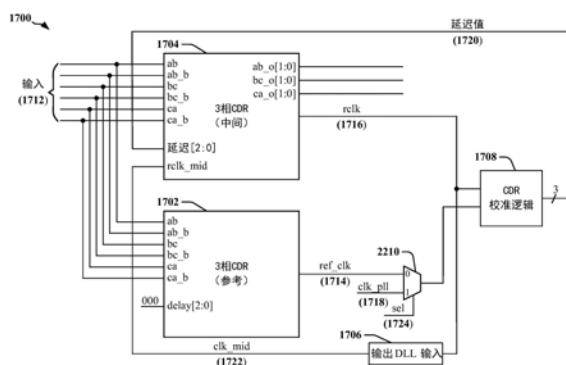 1700
延迟值
(1720)
1704
输入
(1712)
ab
ab_b
bc
bc_b
ca
ca_b
延迟[2:0]
rclk_mid
3相CDR
(中间)
ab_o[1:0]
bc_o[1:0]
ca_o[1:0]
rclk
(1716)
1708
CDR
校准逻辑
3
1702
ab
ab_b
bc
bc_b
ca
ca_b
000
delay[2:0]
3相CDR
(参考)
ref_clk
(1714)
2210
0
1
clk_pll
(1718)
sel
(1724)
1706
clk_mid
(1722)
输出 DLL 输入